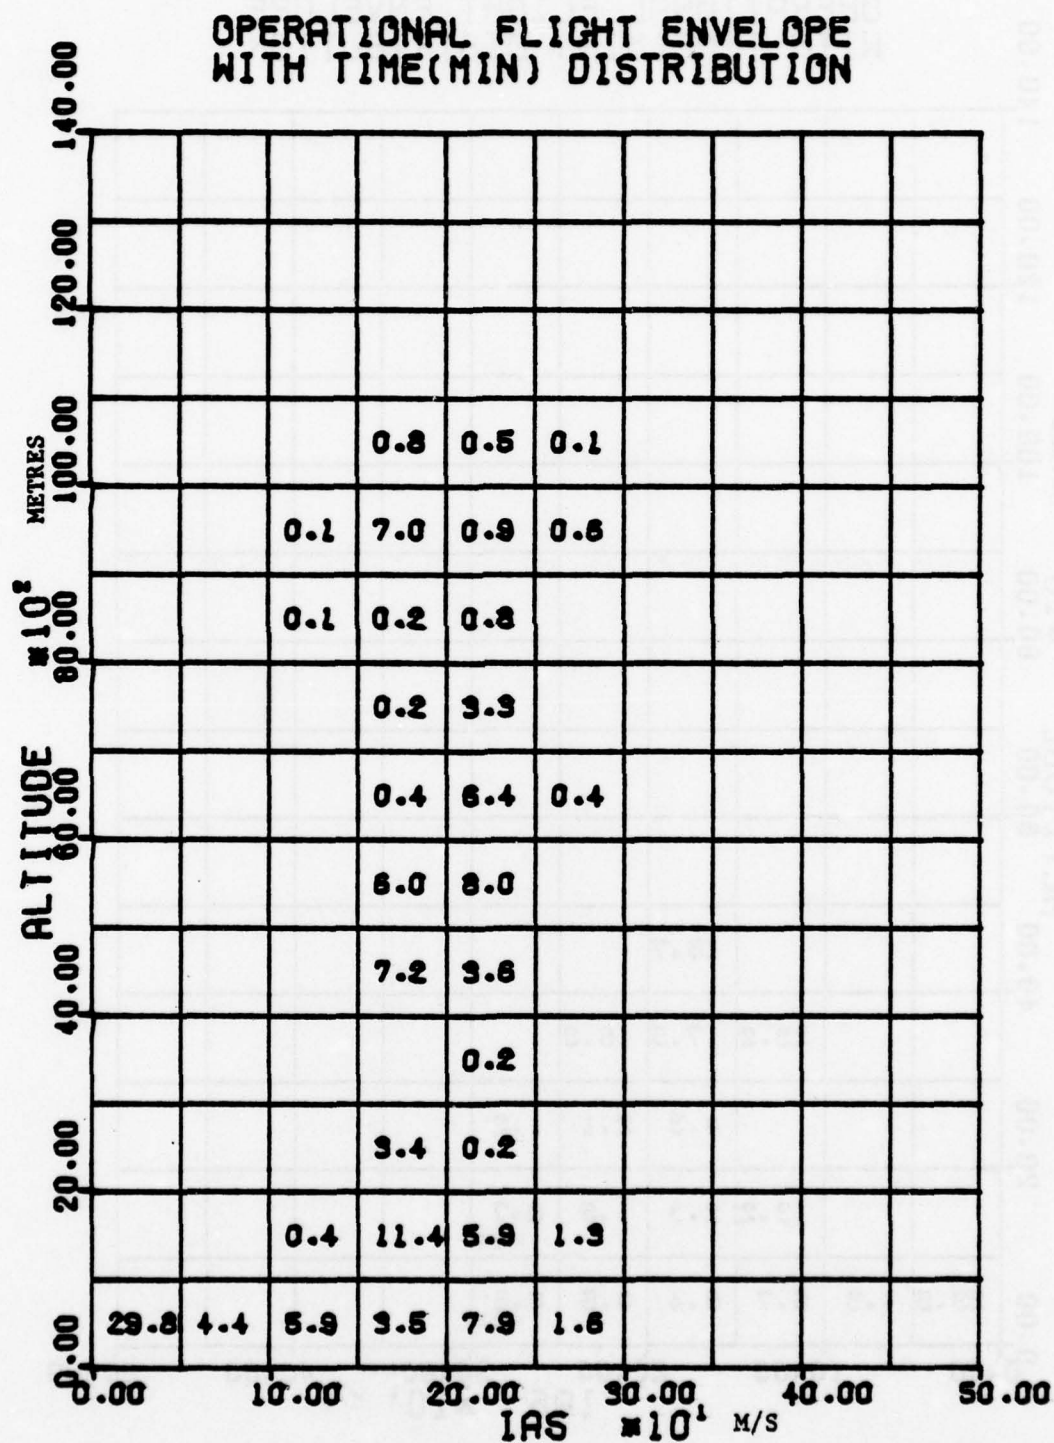 OPERATIONAL FLIGHT ENVELOPE
WITH TIME(MIN) DISTRIBUTION
140.00
120.00
100.00
80.00
60.00
40.00
20.00
0.00
ALTITUDE ×10² METRES
0.8 0.5 0.1
0.1 7.0 0.9
0.1 0.2 0.8
0.2 3.3
0.4 6.4 0.4
6.0 8.0
7.2 3.6
0.2
3.4 0.2
0.4 11.4 5.9 1.3
29.8 4.4 5.9 3.5 7.9 1.6
0.00 10.00 20.00 30.00 40.00 50.00
IAS ×10¹ M/S